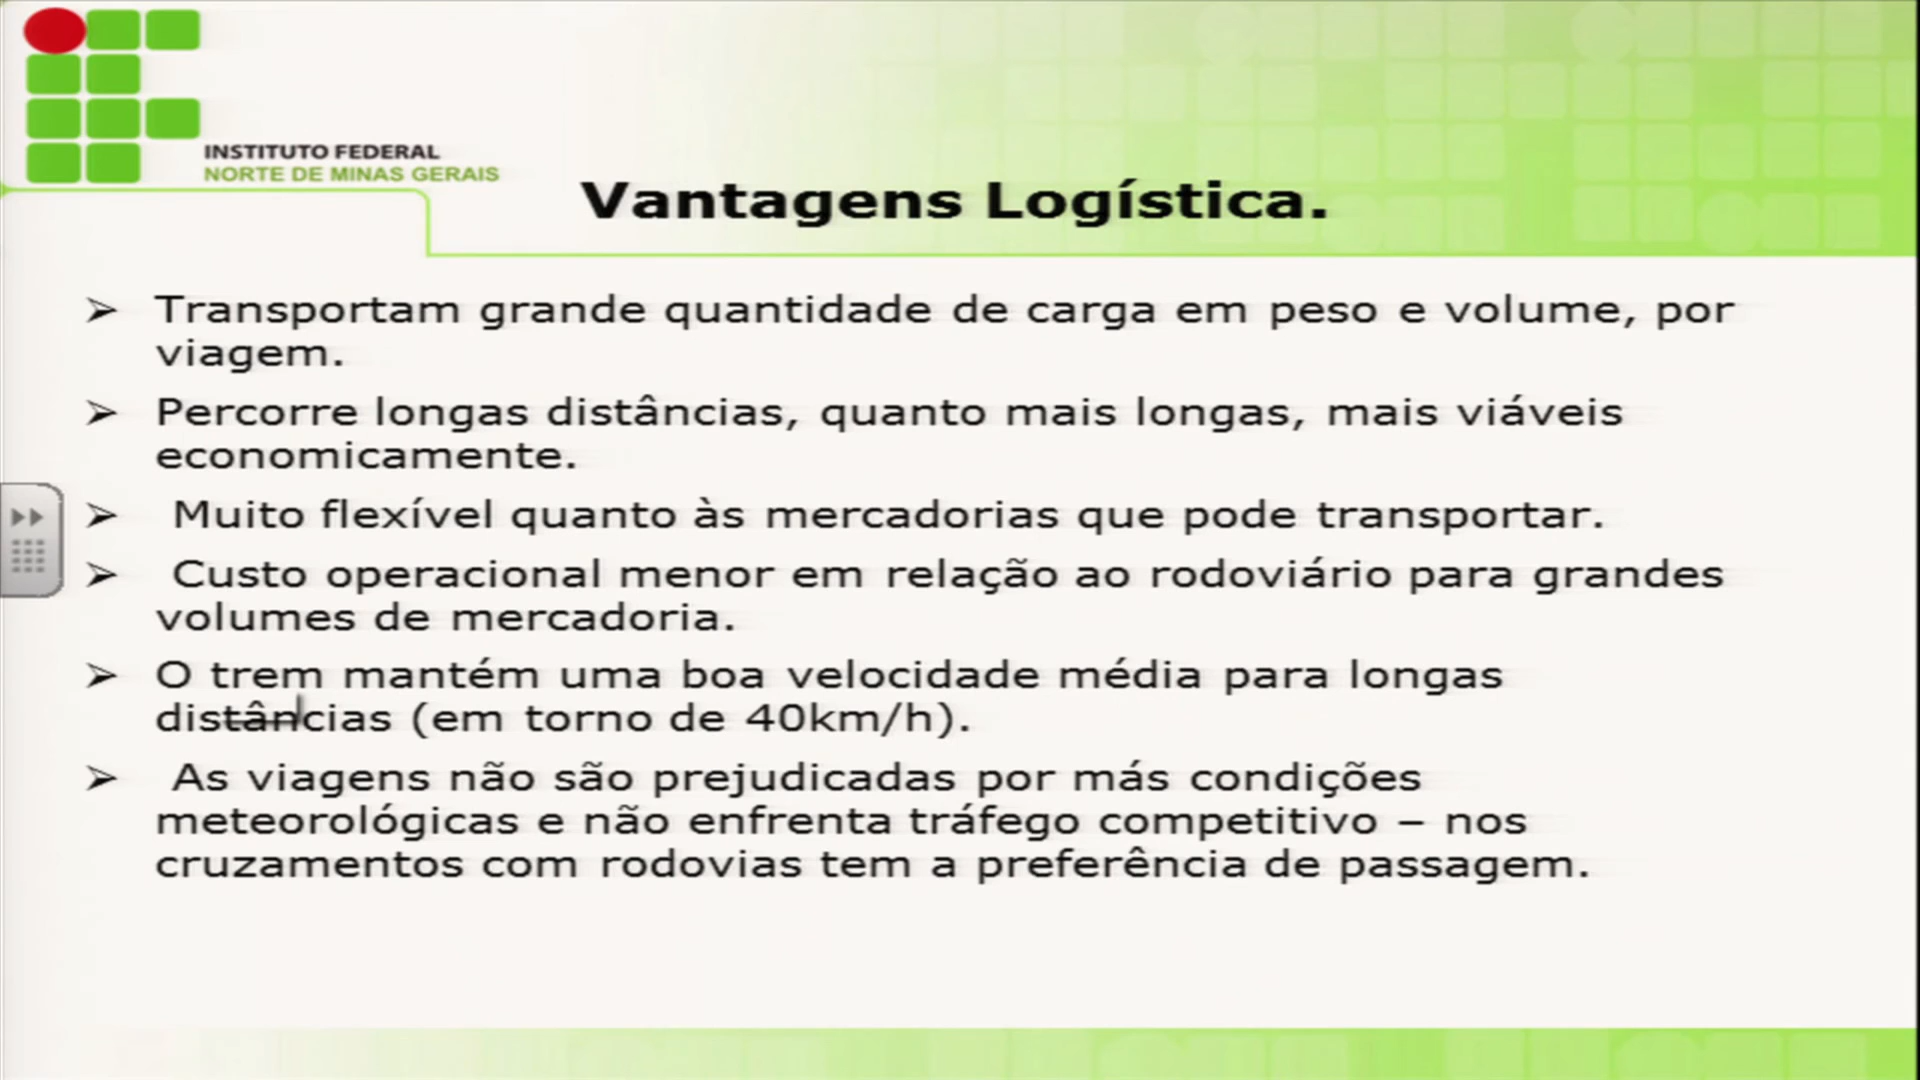 INSTITUTO FEDERAL
NORTE DE MINAS GERAIS
Vantagens Logística.
➢ Transportam grande quantidade de carga em peso e volume, por
viagem.
➢ Percorre longas distâncias, quanto mais longas, mais viáveis
economicamente.
➢ Muito flexível quanto às mercadorias que pode transportar.
➢ Custo operacional menor em relação ao rodoviário para grandes
volumes de mercadoria.
➢ O trem mantém uma boa velocidade média para longas
distâncias (em torno de 40km/h).
➢ As viagens não são prejudicadas por más condições
meteorológicas e não enfrenta tráfego competitivo – nos
cruzamentos com rodovias tem a preferência de passagem.